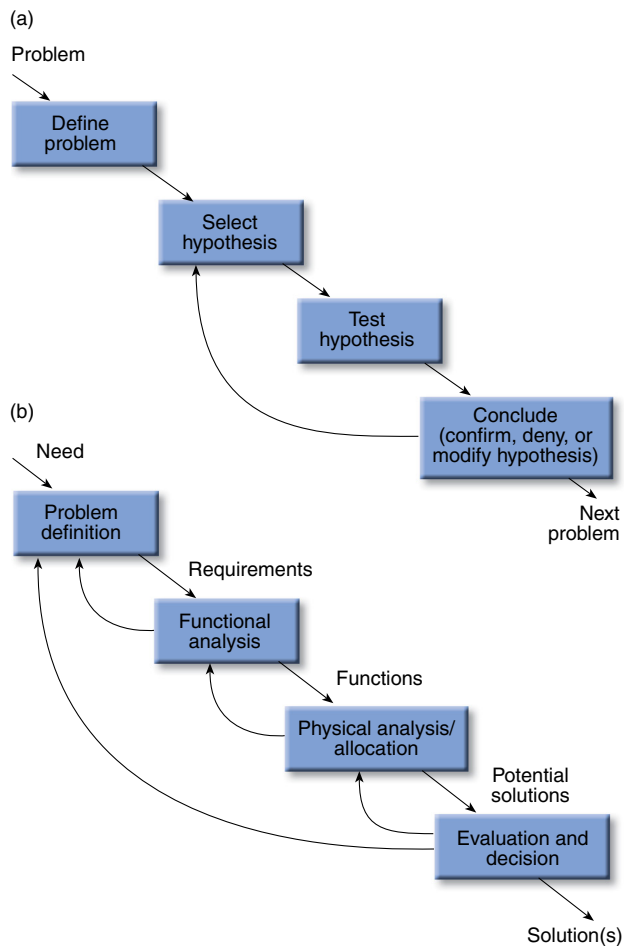 (a)
Problem
Define
problem
Select
hypothesis
Test
hypothesis
Conclude
(confirm, deny, or
modify hypothesis)
Next
problem
(b)
Need
Problem
definition
Requirements
Functional
analysis
Functions
Physical analysis/
allocation
Potential
solutions
Evaluation and
decision
Solution(s)